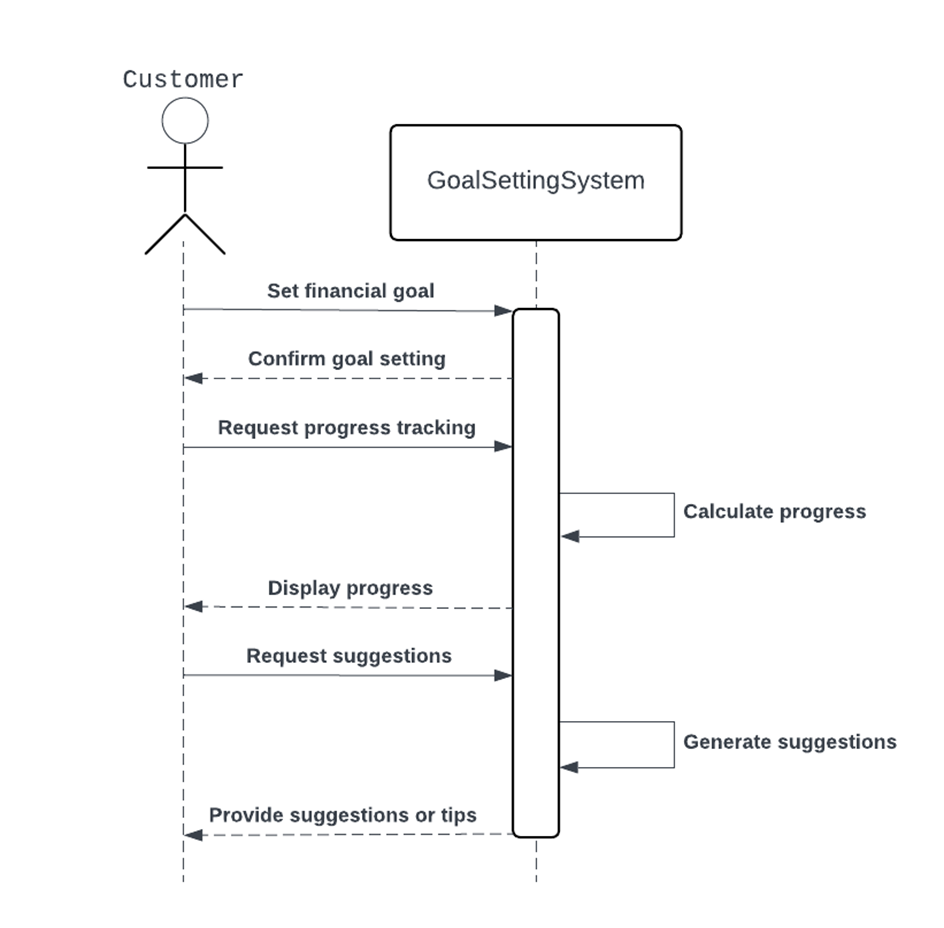 Customer
GoalSettingSystem
Set financial goal
Confirm goal setting
Request progress tracking
Calculate progress
Display progress
Request suggestions
Generate suggestions
Provide suggestions or tips